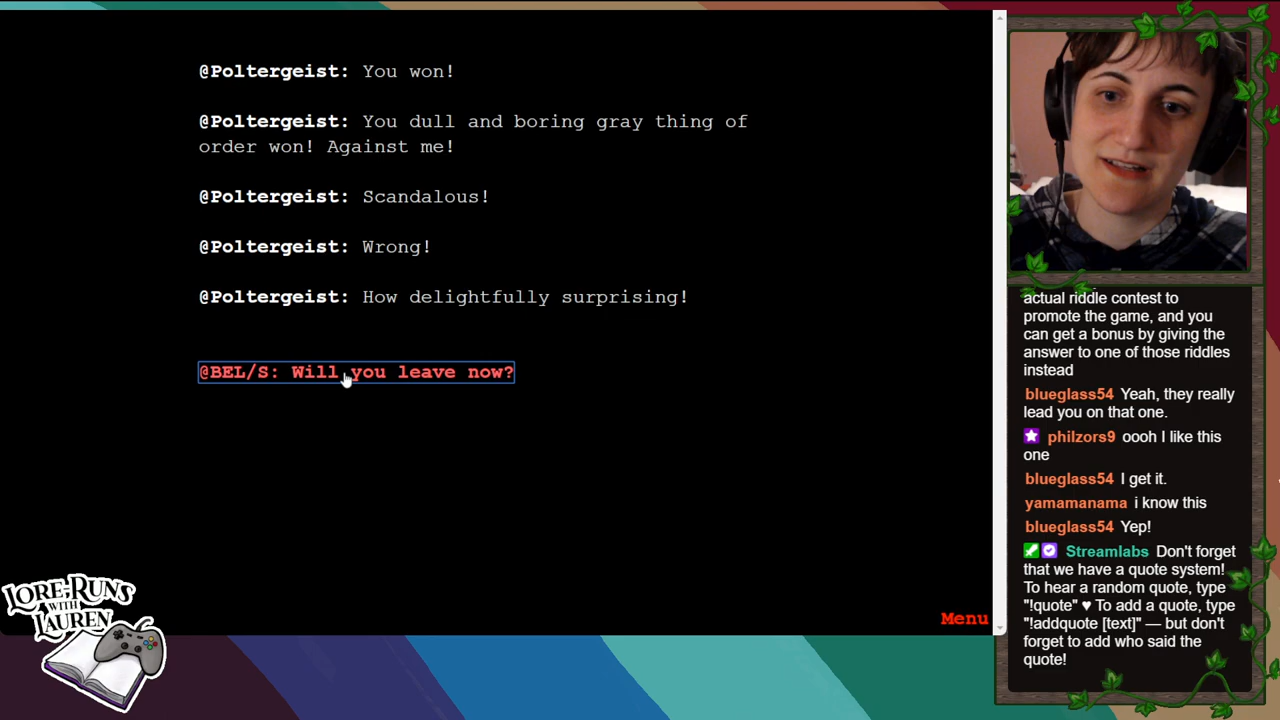 @Poltergeist: You won!
@Poltergeist: You dull and boring gray thing of
order won! Against me!
@Poltergeist: Scandalous!
@Poltergeist: Wrong!
@Poltergeist: How delightfully surprising!
@BEL/S: Will you leave now?
Menu
LORE-RUNS
WITH
LAUREN
actual riddle contest to
promote the game, and you
can get a bonus by giving the
answer to one of those riddles
instead
blueglass54 Yeah, they really
lead you on that one.
philzors9 oooh I like this
one
blueglass54 I get it.
yamamanama i know this
blueglass54 Yep!
Streamlabs Don't forget
that we have a quote system!
To hear a random quote, type
"!quote" ♥ To add a quote, type
"!addquote [text]" — but don't
forget to add who said the
quote!